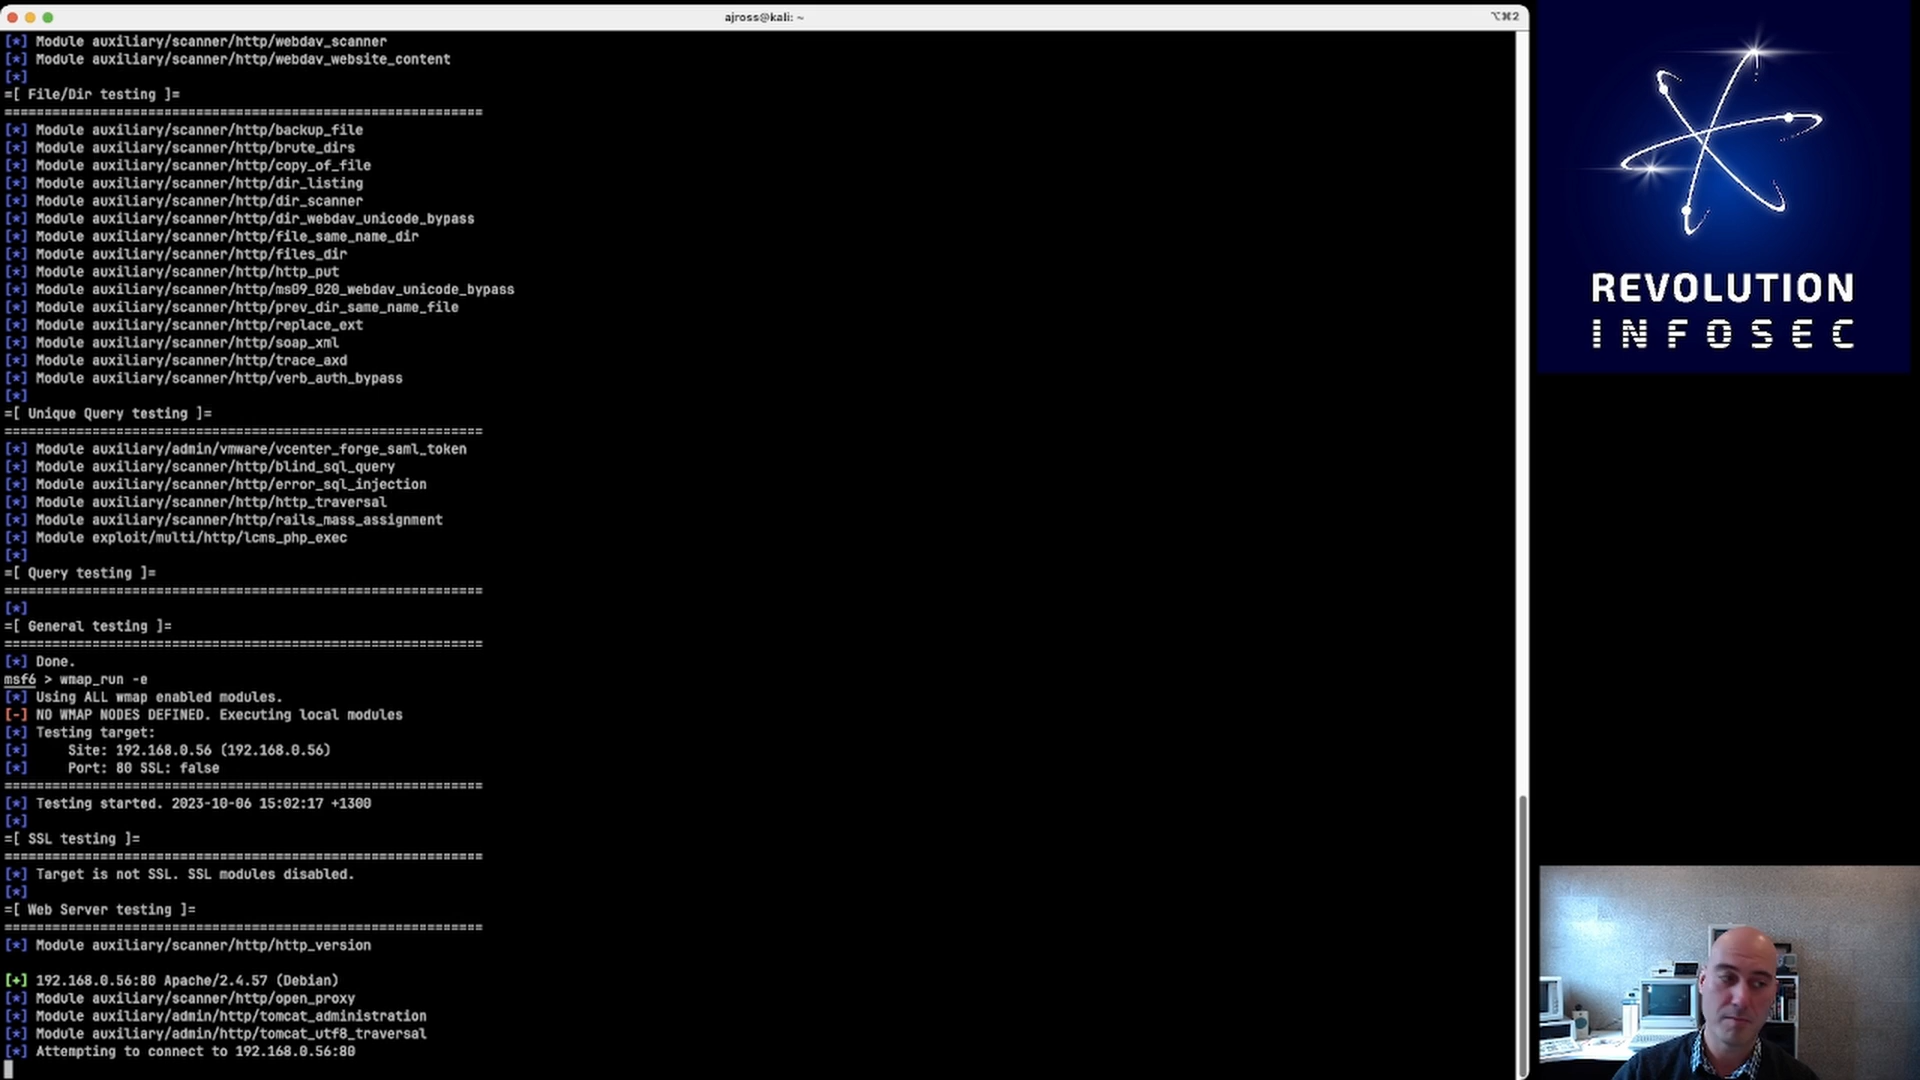 ajross@kali: ~
⌥⌘2
[*] Module auxiliary/scanner/http/webdav_scanner
[*] Module auxiliary/scanner/http/webdav_website_content
[*]
=[ File/Dir testing ]=
============================================================
[*] Module auxiliary/scanner/http/backup_file
[*] Module auxiliary/scanner/http/brute_dirs
[*] Module auxiliary/scanner/http/copy_of_file
[*] Module auxiliary/scanner/http/dir_listing
[*] Module auxiliary/scanner/http/dir_scanner
[*] Module auxiliary/scanner/http/dir_webdav_unicode_bypass
[*] Module auxiliary/scanner/http/file_same_name_dir
[*] Module auxiliary/scanner/http/files_dir
[*] Module auxiliary/scanner/http/http_put
[*] Module auxiliary/scanner/http/ms09_020_webdav_unicode_bypass
[*] Module auxiliary/scanner/http/prev_dir_same_name_file
[*] Module auxiliary/scanner/http/replace_ext
[*] Module auxiliary/scanner/http/soap_xml
[*] Module auxiliary/scanner/http/trace_axd
[*] Module auxiliary/scanner/http/verb_auth_bypass
[*]
=[ Unique Query testing ]=
============================================================
[*] Module auxiliary/admin/vmware/vcenter_forge_saml_token
[*] Module auxiliary/scanner/http/blind_sql_query
[*] Module auxiliary/scanner/http/error_sql_injection
[*] Module auxiliary/scanner/http/http_traversal
[*] Module auxiliary/scanner/http/rails_mass_assignment
[*] Module exploit/multi/http/lcms_php_exec
[*]
=[ Query testing ]=
============================================================
[*]
=[ General testing ]=
============================================================
[*] Done.
msf6 > wmap_run -e
[*] Using ALL wmap enabled modules.
[-] NO WMAP NODES DEFINED. Executing local modules
[*] Testing target:
[*]     Site: 192.168.0.56 (192.168.0.56)
[*]     Port: 80 SSL: false
============================================================
[*] Testing started. 2023-10-06 15:02:17 +1300
[*]
=[ SSL testing ]=
============================================================
[*] Target is not SSL. SSL modules disabled.
[*]
=[ Web Server testing ]=
============================================================
[*] Module auxiliary/scanner/http/http_version
[+] 192.168.0.56:80 Apache/2.4.57 (Debian)
[*] Module auxiliary/scanner/http/open_proxy
[*] Module auxiliary/admin/http/tomcat_administration
[*] Module auxiliary/admin/http/tomcat_utf8_traversal
[*] Attempting to connect to 192.168.0.56:80
REVOLUTION
INFOSEC